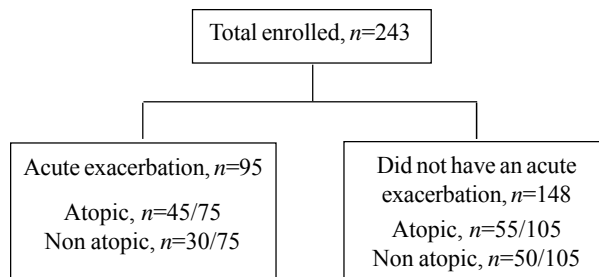 Total enrolled, n=243
Acute exacerbation, n=95
Atopic, n=45/75
Non atopic, n=30/75
Did not have an acute
exacerbation, n=148
Atopic, n=55/105
Non atopic, n=50/105